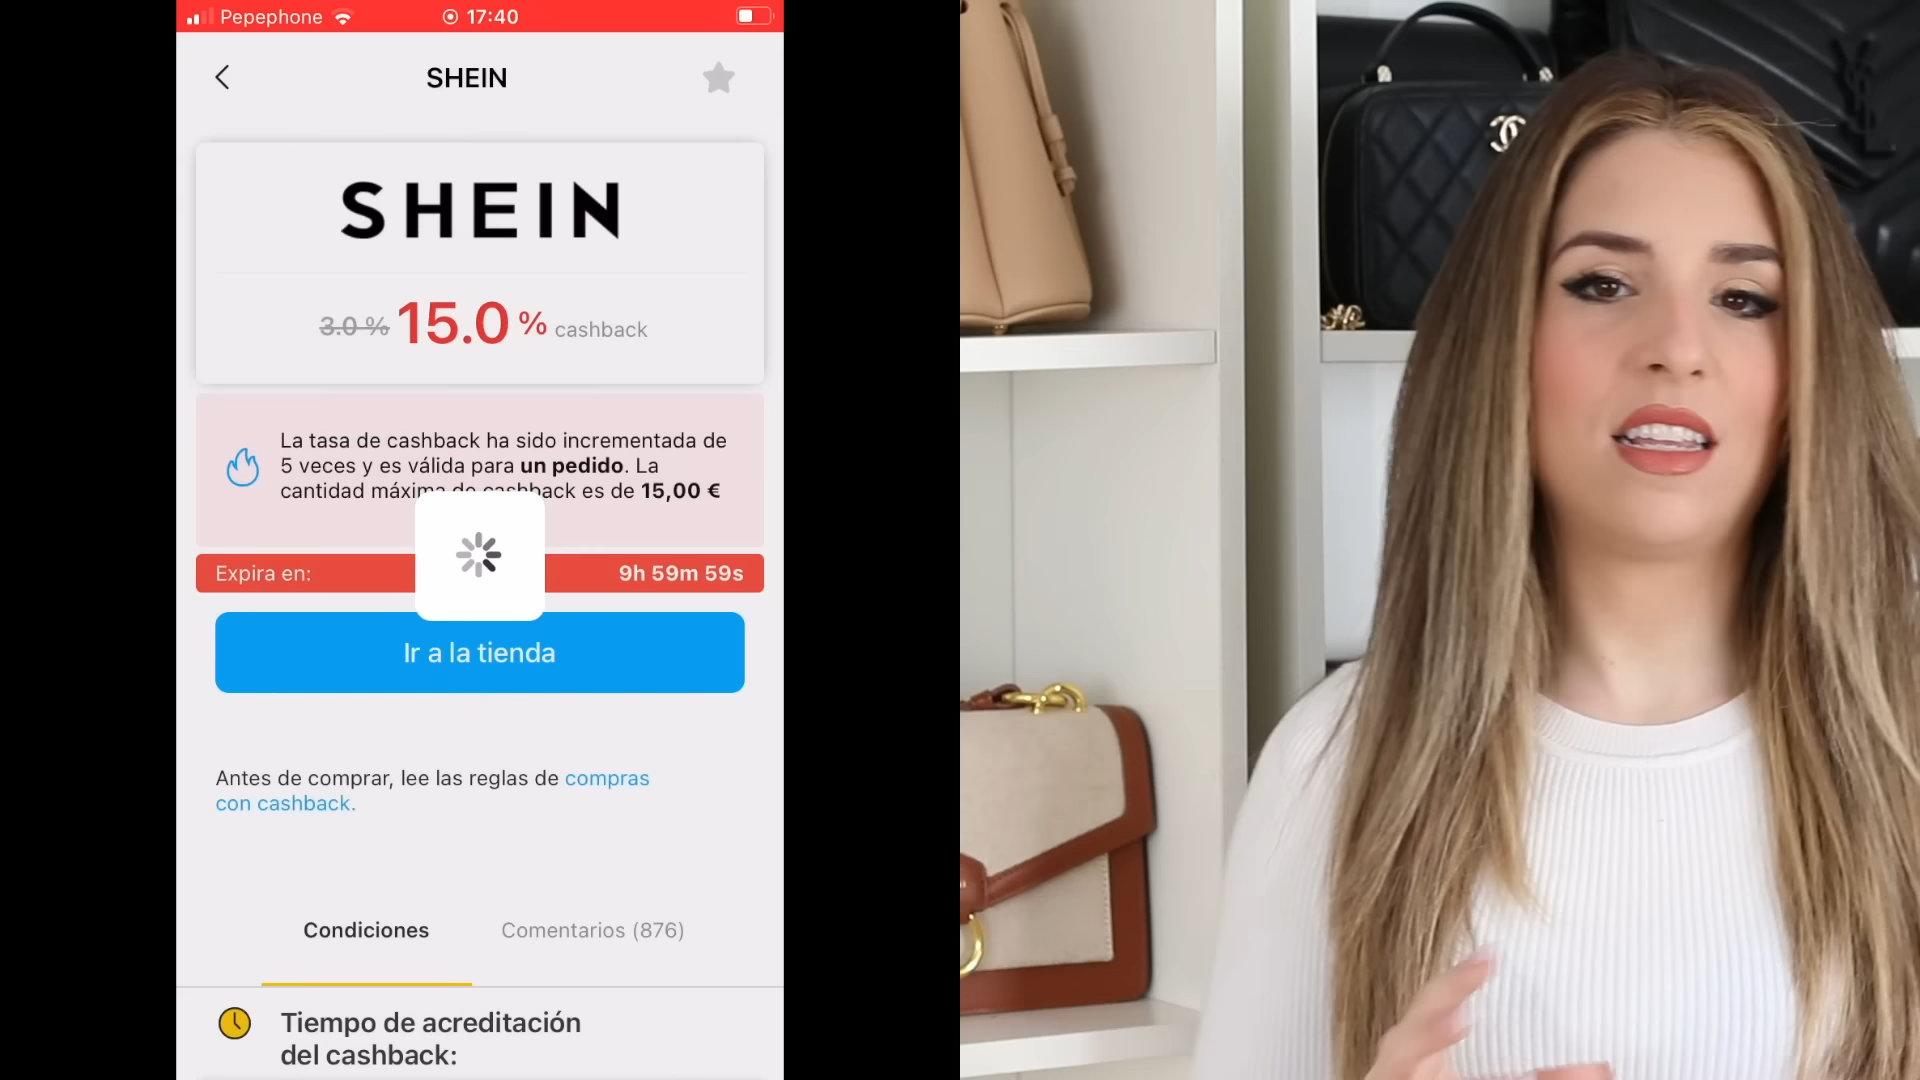 Pepephone
17:40
SHEIN
SHEIN
3.0 % 15.0 % cashback
La tasa de cashback ha sido incrementada de
5 veces y es válida para un pedido. La
cantidad máxima de cashback es de 15,00 €
Expira en:
9h 59m 59s
Ir a la tienda
Antes de comprar, lee las reglas de compras
con cashback.
Condiciones
Comentarios (876)
Tiempo de acreditación
del cashback: